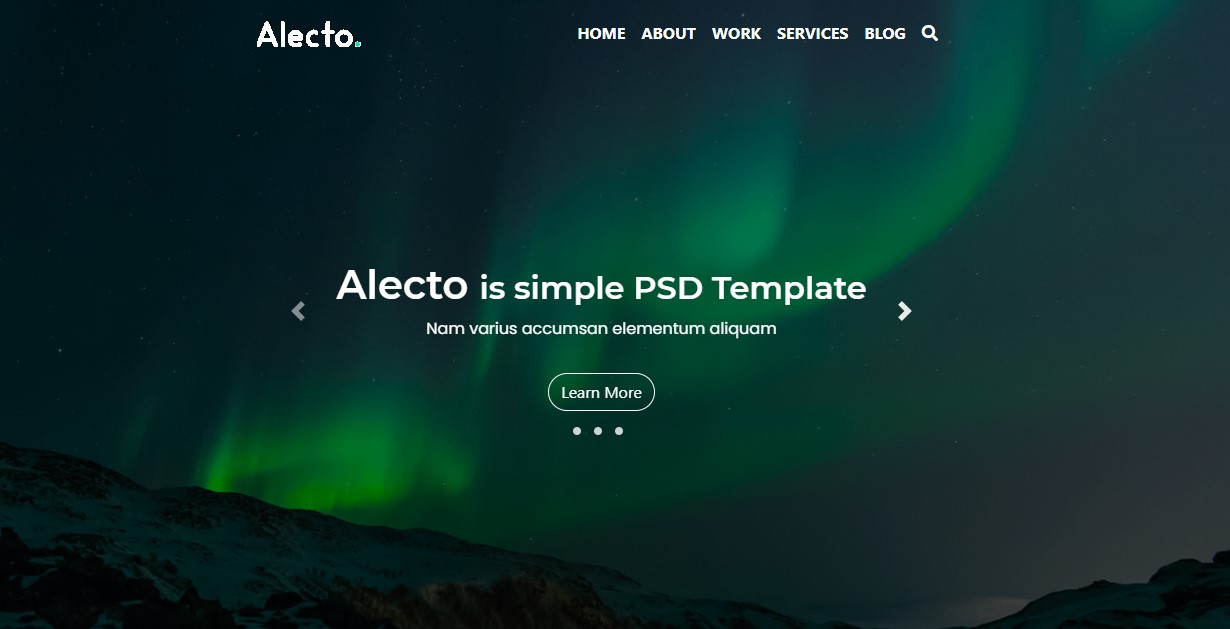 Alecto.
HOME ABOUT WORK SERVICES BLOG
Alecto is simple PSD Template
Nam varius accumsan elementum aliquam
Learn More